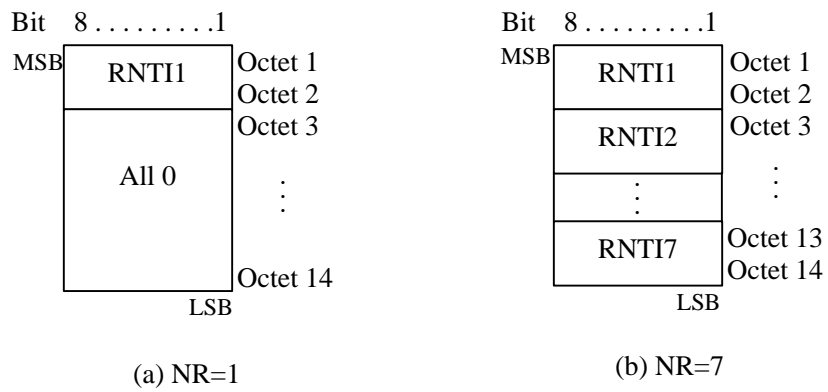 Bit 8 . . . . . . . . .1
MSB
RNTI1
Octet 1
Octet 2
Octet 3
All 0
. . .
Octet 14
LSB
(a) NR=1
Bit 8 . . . . . . . . .1
MSB
RNTI1
Octet 1
Octet 2
RNTI2
Octet 3
. . .
. . .
RNTI7
Octet 13
Octet 14
LSB
(b) NR=7